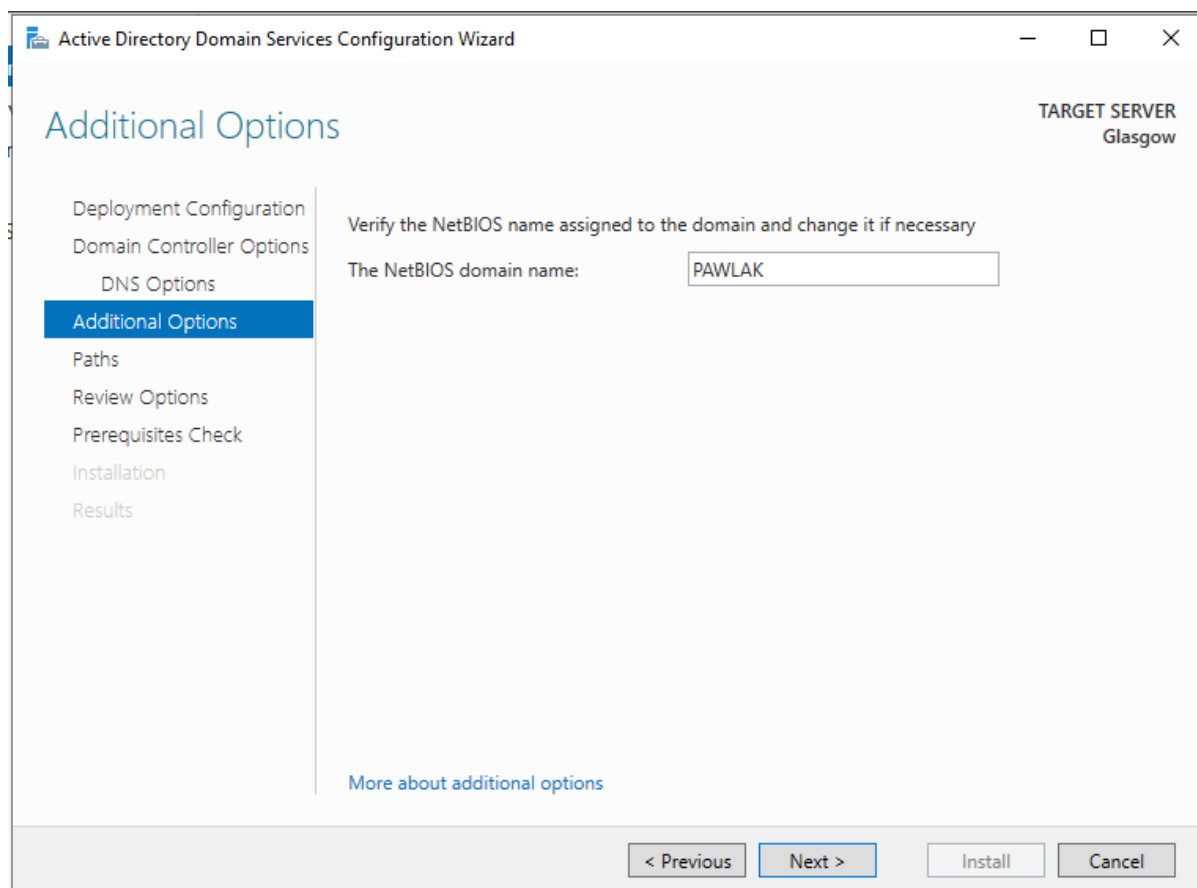 Active Directory Domain Services Configuration Wizard
Additional Options
TARGET SERVER
Glasgow
Deployment Configuration
Domain Controller Options
DNS Options
Additional Options
Paths
Review Options
Prerequisites Check
Installation
Results
Verify the NetBIOS name assigned to the domain and change it if necessary
The NetBIOS domain name: PAWLAK
More about additional options
< Previous Next > Install Cancel